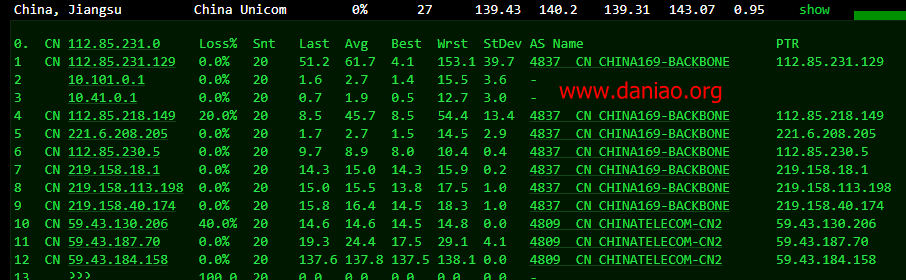 China, Jiangsu China Unicom 0% 27 139.43 140.2 139.31 143.07 0.95 show
0. CN 112.85.231.0 Loss% Snt Last Avg Best Wrst StDev AS Name PTR
1 CN 112.85.231.129 0.0% 20 51.2 61.7 4.1 153.1 39.7 4837 CN CHINA169-BACKBONE 112.85.231.129
2 10.101.0.1 0.0% 20 1.6 2.7 1.4 15.5 3.6 -
3 10.41.0.1 0.0% 20 0.7 1.9 0.5 12.7 3.0 -
www.daniao.org
4 CN 112.85.218.149 20.0% 20 8.5 45.7 8.5 54.4 13.4 4837 CN CHINA169-BACKBONE 112.85.218.149
5 CN 221.6.208.205 0.0% 20 1.7 2.7 1.5 14.5 2.9 4837 CN CHINA169-BACKBONE 221.6.208.205
6 CN 112.85.230.5 0.0% 20 9.7 8.9 8.0 10.4 0.4 4837 CN CHINA169-BACKBONE 112.85.230.5
7 CN 219.158.18.1 0.0% 20 14.3 15.0 14.3 15.9 0.2 4837 CN CHINA169-BACKBONE 219.158.18.1
8 CN 219.158.113.198 0.0% 20 15.0 15.5 13.8 17.5 1.0 4837 CN CHINA169-BACKBONE 219.158.113.198
9 CN 219.158.40.174 0.0% 20 15.8 16.4 14.5 18.3 1.0 4837 CN CHINA169-BACKBONE 219.158.40.174
10 CN 59.43.130.206 40.0% 20 14.6 14.6 14.5 14.8 0.0 4809 CN CHINATELECOM-CN2 59.43.130.206
11 CN 59.43.187.70 0.0% 20 19.3 24.4 17.5 29.1 4.1 4809 CN CHINATELECOM-CN2 59.43.187.70
12 CN 59.43.184.158 0.0% 20 137.6 137.8 137.5 138.1 0.0 4809 CN CHINATELECOM-CN2 59.43.184.158
13 ??? 100.0 20 0.0 0.0 0.0 0.0 0.0 -